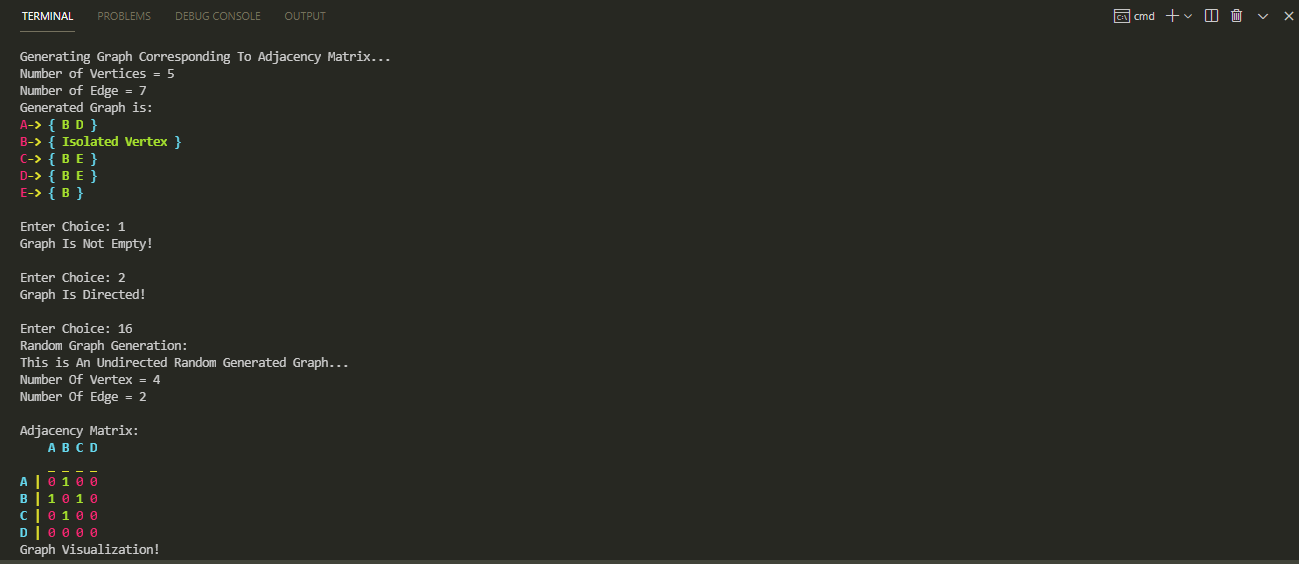 TERMINAL PROBLEMS DEBUG CONSOLE OUTPUT cmd
Generating Graph Corresponding To Adjacency Matrix...
Number of Vertices = 5
Number of Edge = 7
Generated Graph is:
A-> { B D }
B-> { Isolated Vertex }
C-> { B E }
D-> { B E }
E-> { B }
Enter Choice: 1
Graph Is Not Empty!
Enter Choice: 2
Graph Is Directed!
Enter Choice: 16
Random Graph Generation:
This is An Undirected Random Generated Graph...
Number Of Vertex = 4
Number Of Edge = 2
Adjacency Matrix:
A B C D
_ _ _ _
A | 0 1 0 0
B | 1 0 1 0
C | 0 1 0 0
D | 0 0 0 0
Graph Visualization!